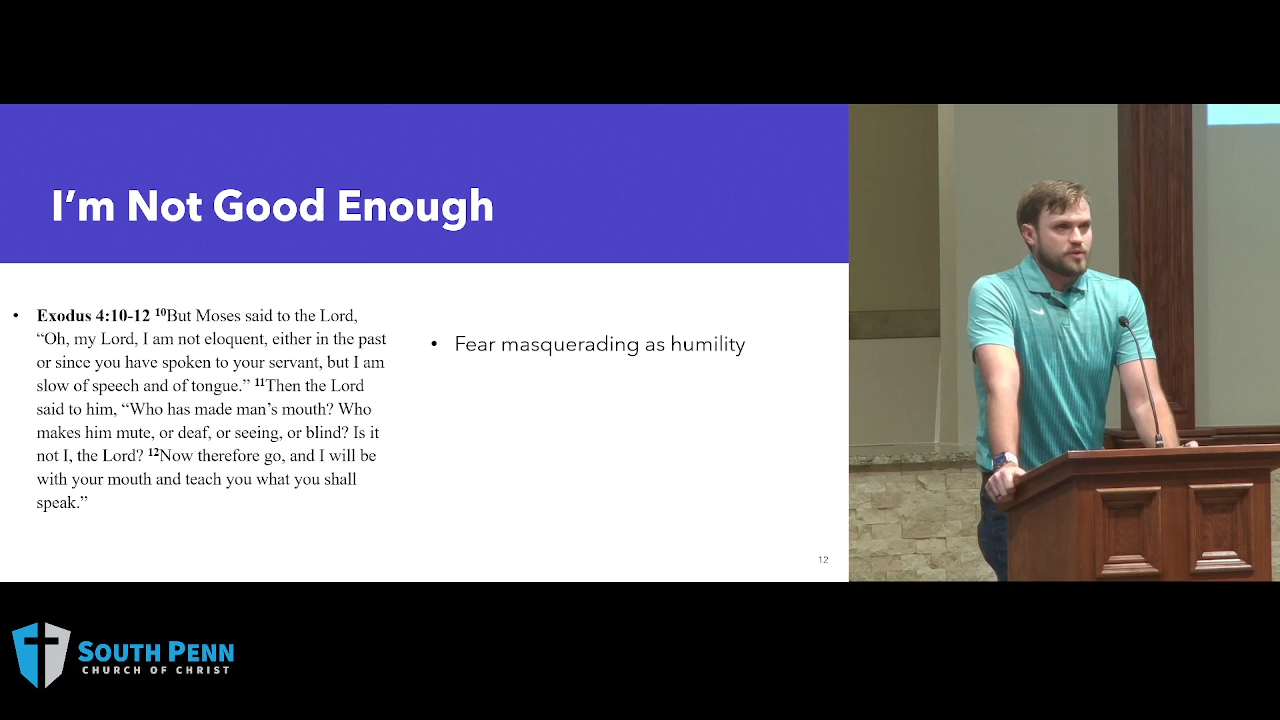 I’m Not Good Enough
• Exodus 4:10-12 ¹⁰But Moses said to the Lord,
“Oh, my Lord, I am not eloquent, either in the past
or since you have spoken to your servant, but I am
slow of speech and of tongue.” ¹¹Then the Lord
said to him, “Who has made man’s mouth? Who
makes him mute, or deaf, or seeing, or blind? Is it
not I, the Lord? ¹²Now therefore go, and I will be
with your mouth and teach you what you shall
speak.”
• Fear masquerading as humility
12
SOUTH PENN
CHURCH OF CHRIST